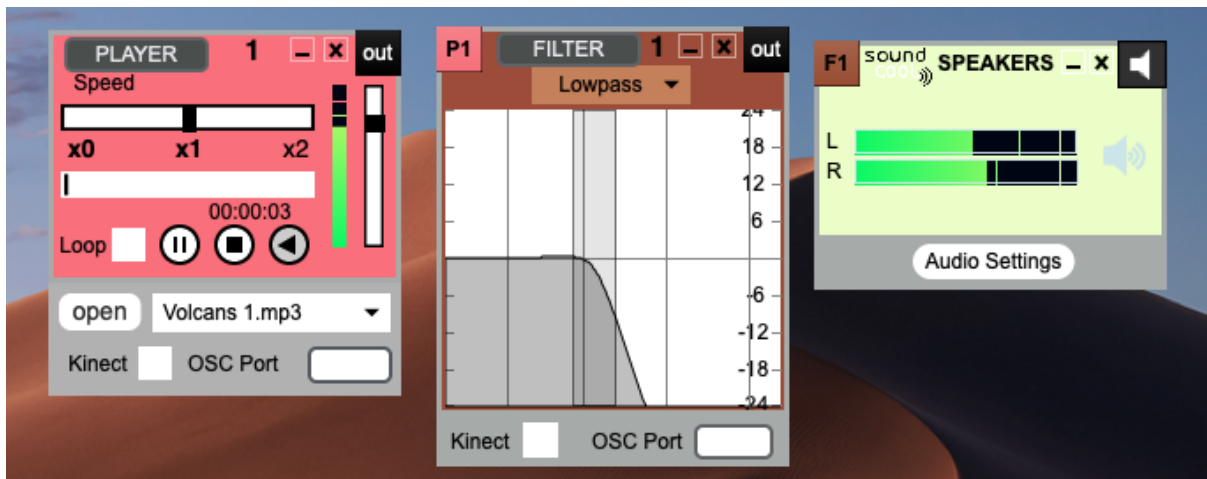 PLAYER 1 out
Speed
x0 x1 x2
00:00:03
Loop
open Volcans 1.mp3
Kinect OSC Port
P1 FILTER 1 out
Lowpass
24
18
12
6
-6
-12
-18
-24
Kinect OSC Port
F1 sound SPEAKERS
COOL
L
R
Audio Settings